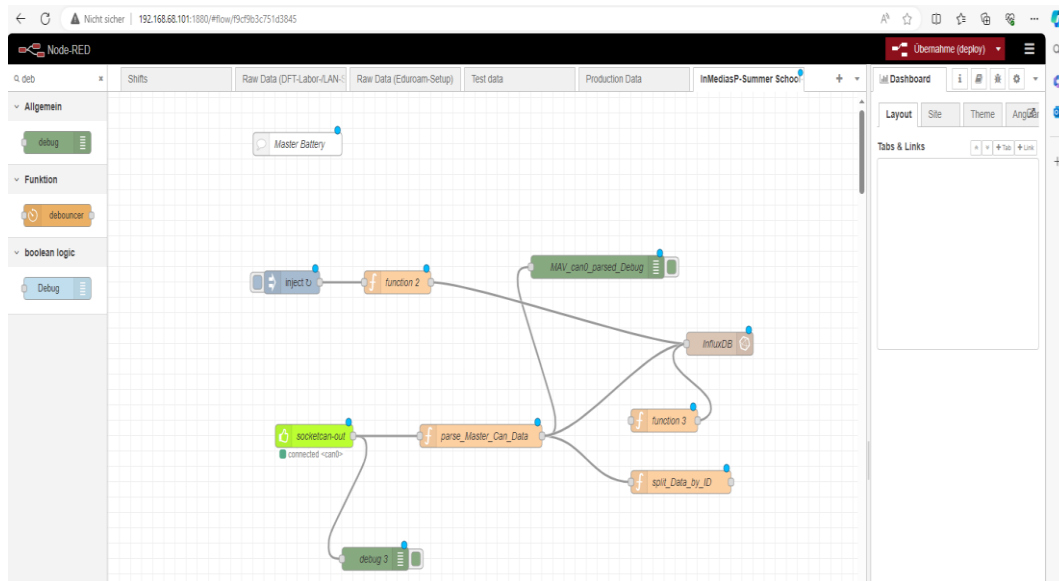 Nicht sicher 192.168.68.101:1880/#flow/f9cf9b3c751d3845
Node-RED
Übernahme (deploy)
deb
Shifts
Raw Data (DFT-Labor-/LAN-S
Raw Data (Eduroam-Setup)
Test data
Production Data
InMediasP-Summer School
Dashboard
Allgemein
debug
Funktion
debouncer
boolean logic
Debug
Master Battery
inject ↻
function 2
MAV_can0_parsed_Debug
InfluxDB
function 3
socketcan-out
connected <can0>
parse_Master_Can_Data
split_Data_by_ID
debug 3
Layout
Site
Theme
Tabs & Links
+ Tab
+ Link